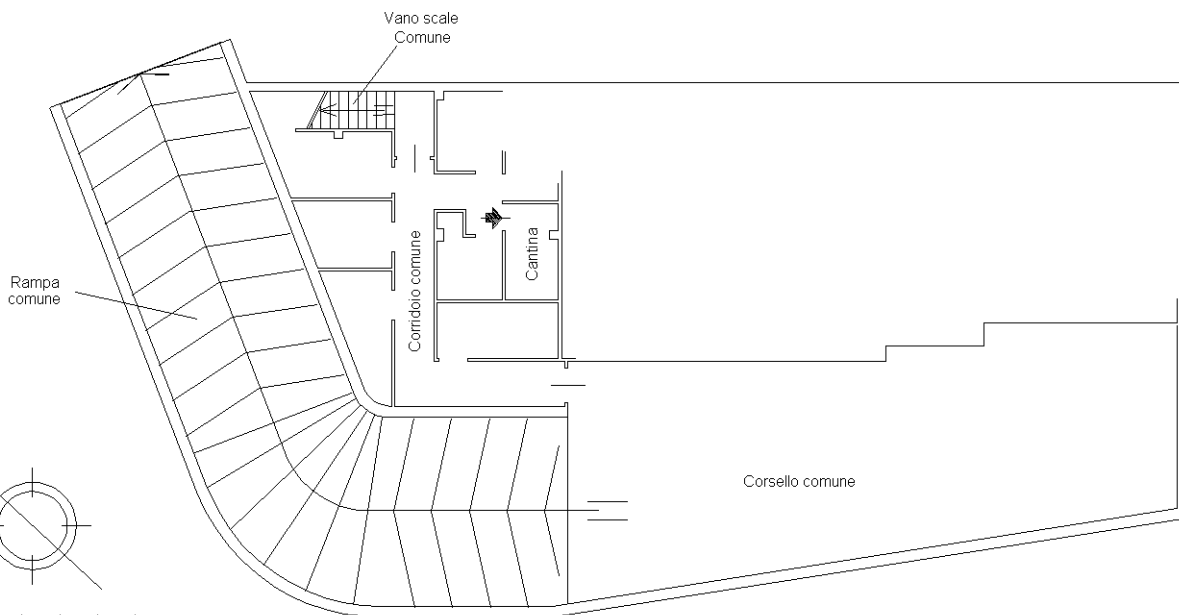 Vano scale
Comune
Rampa
comune
Corridoio comune
Cantina
Corsello comune